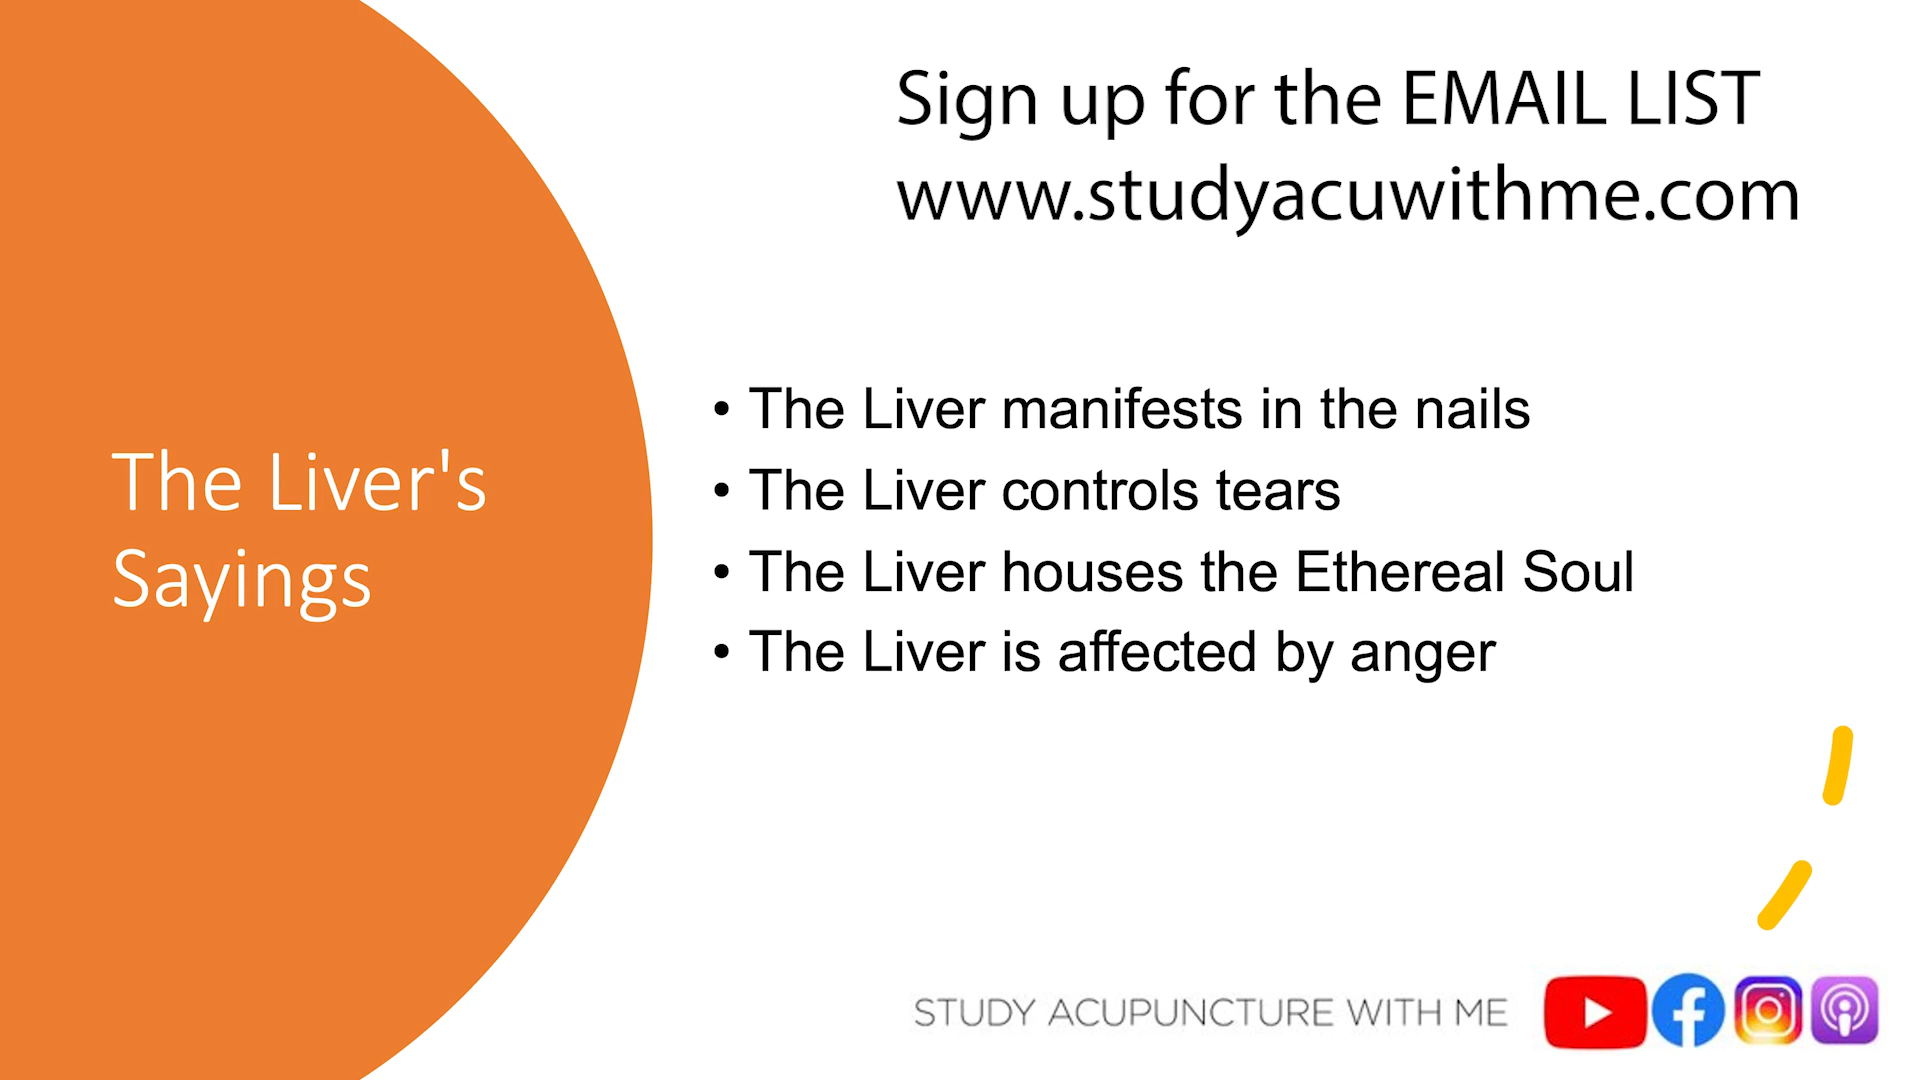 Sign up for the EMAIL LIST
www.studyacuwithme.com
The Liver's
Sayings
• The Liver manifests in the nails
• The Liver controls tears
• The Liver houses the Ethereal Soul
• The Liver is affected by anger
STUDY ACUPUNCTURE WITH ME